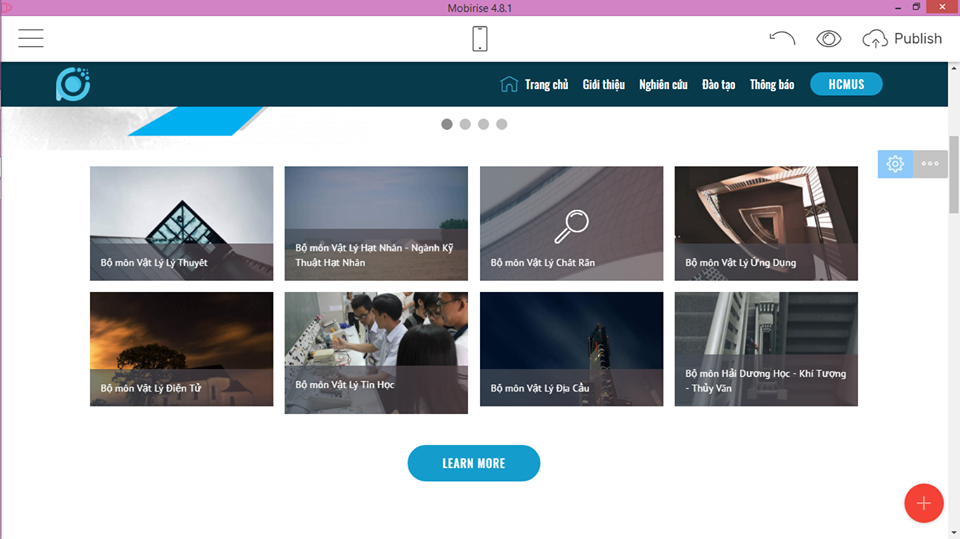 Mobirise 4.8.1
Publish
Trang chủ Giới thiệu Nghiên cứu Đào tạo Thông báo HCMUS
Bộ môn Vật Lý Lý Thuyết
Bộ môn Vật Lý Hạt Nhân - Ngành Kỹ
Thuật Hạt Nhân
Bộ môn Vật Lý Chất Rắn
Bộ môn Vật Lý Ứng Dụng
Bộ môn Vật Lý Điện Tử
Bộ môn Vật Lý Tin Học
Bộ môn Vật Lý Địa Cầu
Bộ môn Hải Dương Học - Khí Tượng
- Thủy Văn
LEARN MORE